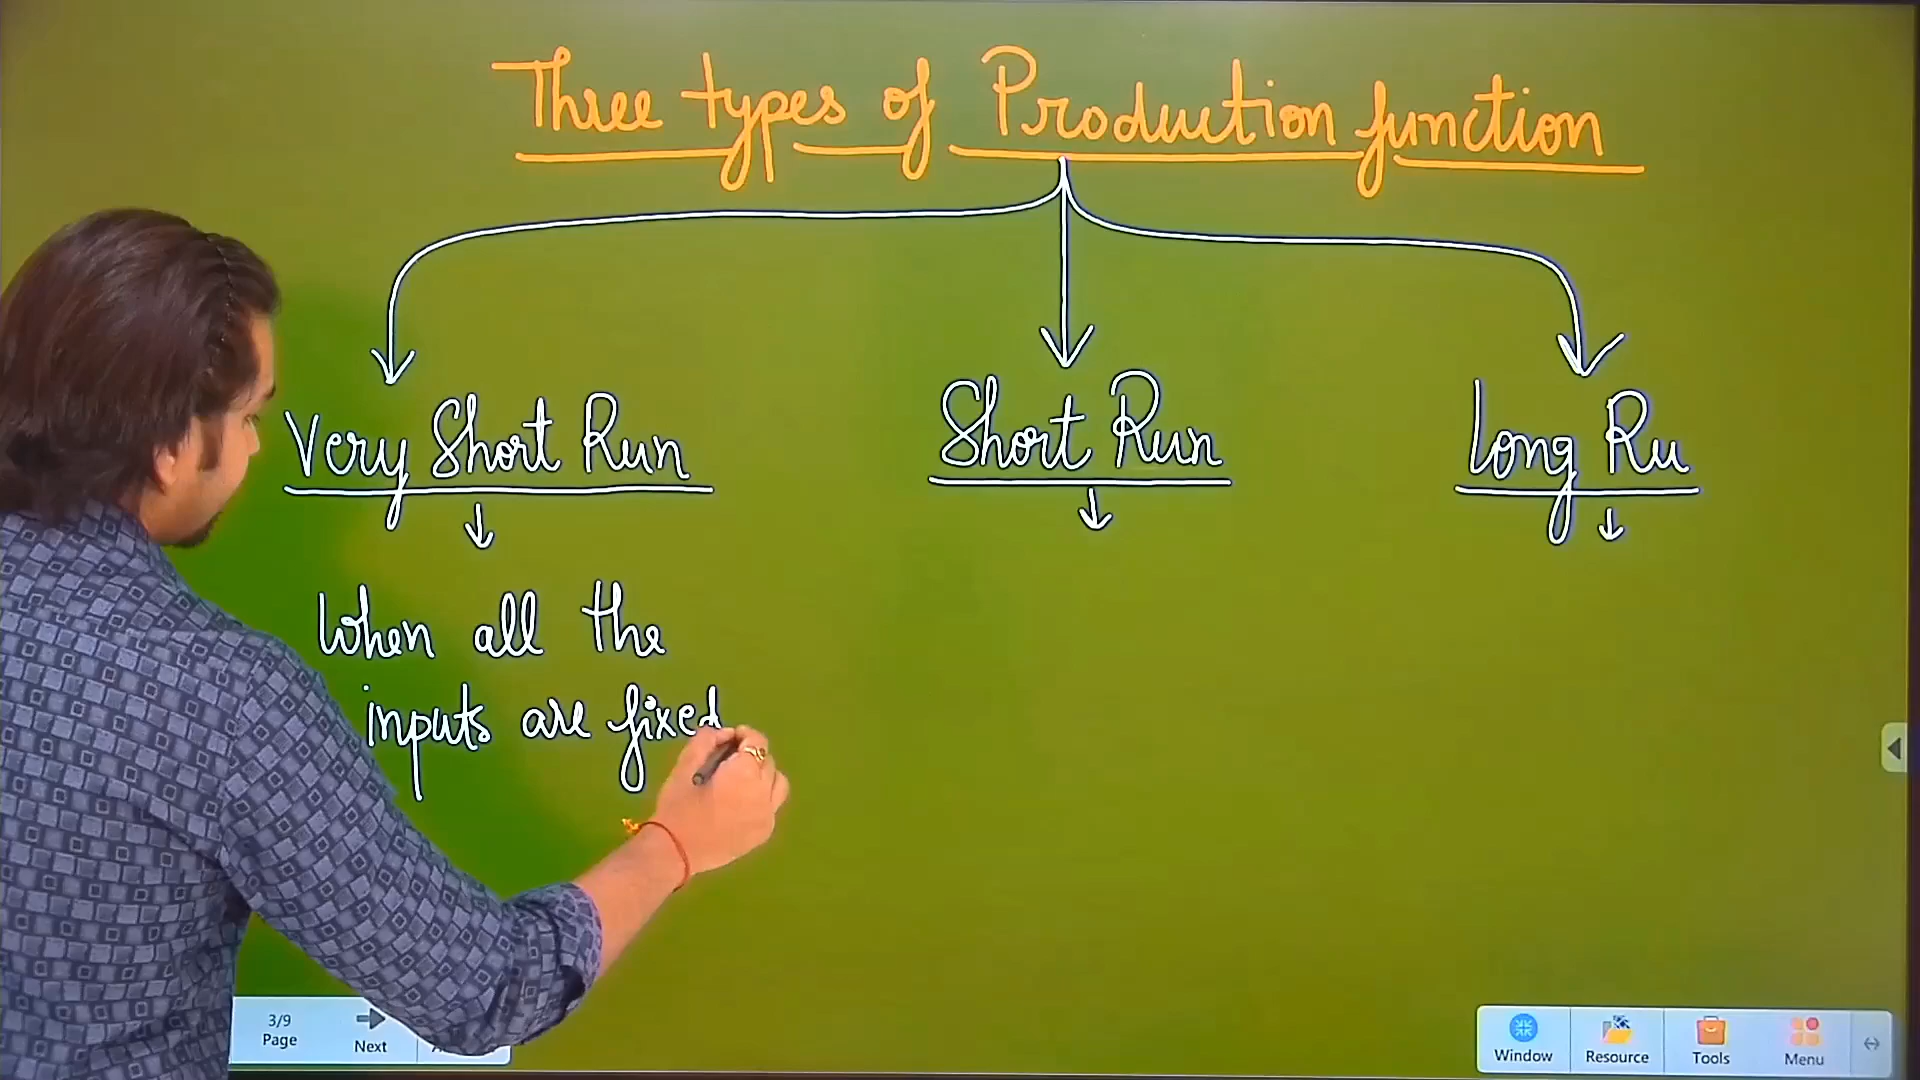 Three types of Production function
Very Short Run
Short Run
Long Ru
When all the
inputs are fixed
3/9
Page
Next
Window
Resource
Tools
Menu